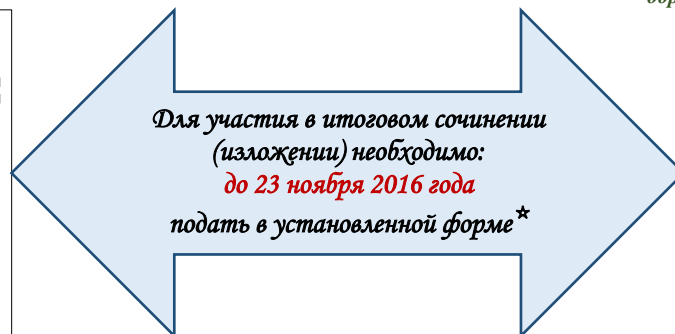 Для участия в итоговом сочинении
(изложении) необходимо:
до 23 ноября 2016 года
подать в установленной форме☆